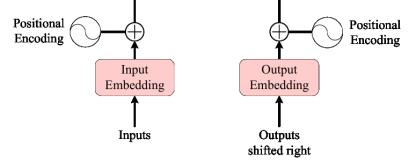 Positional
Encoding
Positional
Encoding
Input
Embedding
Output
Embedding
Inputs
Outputs
shifted right